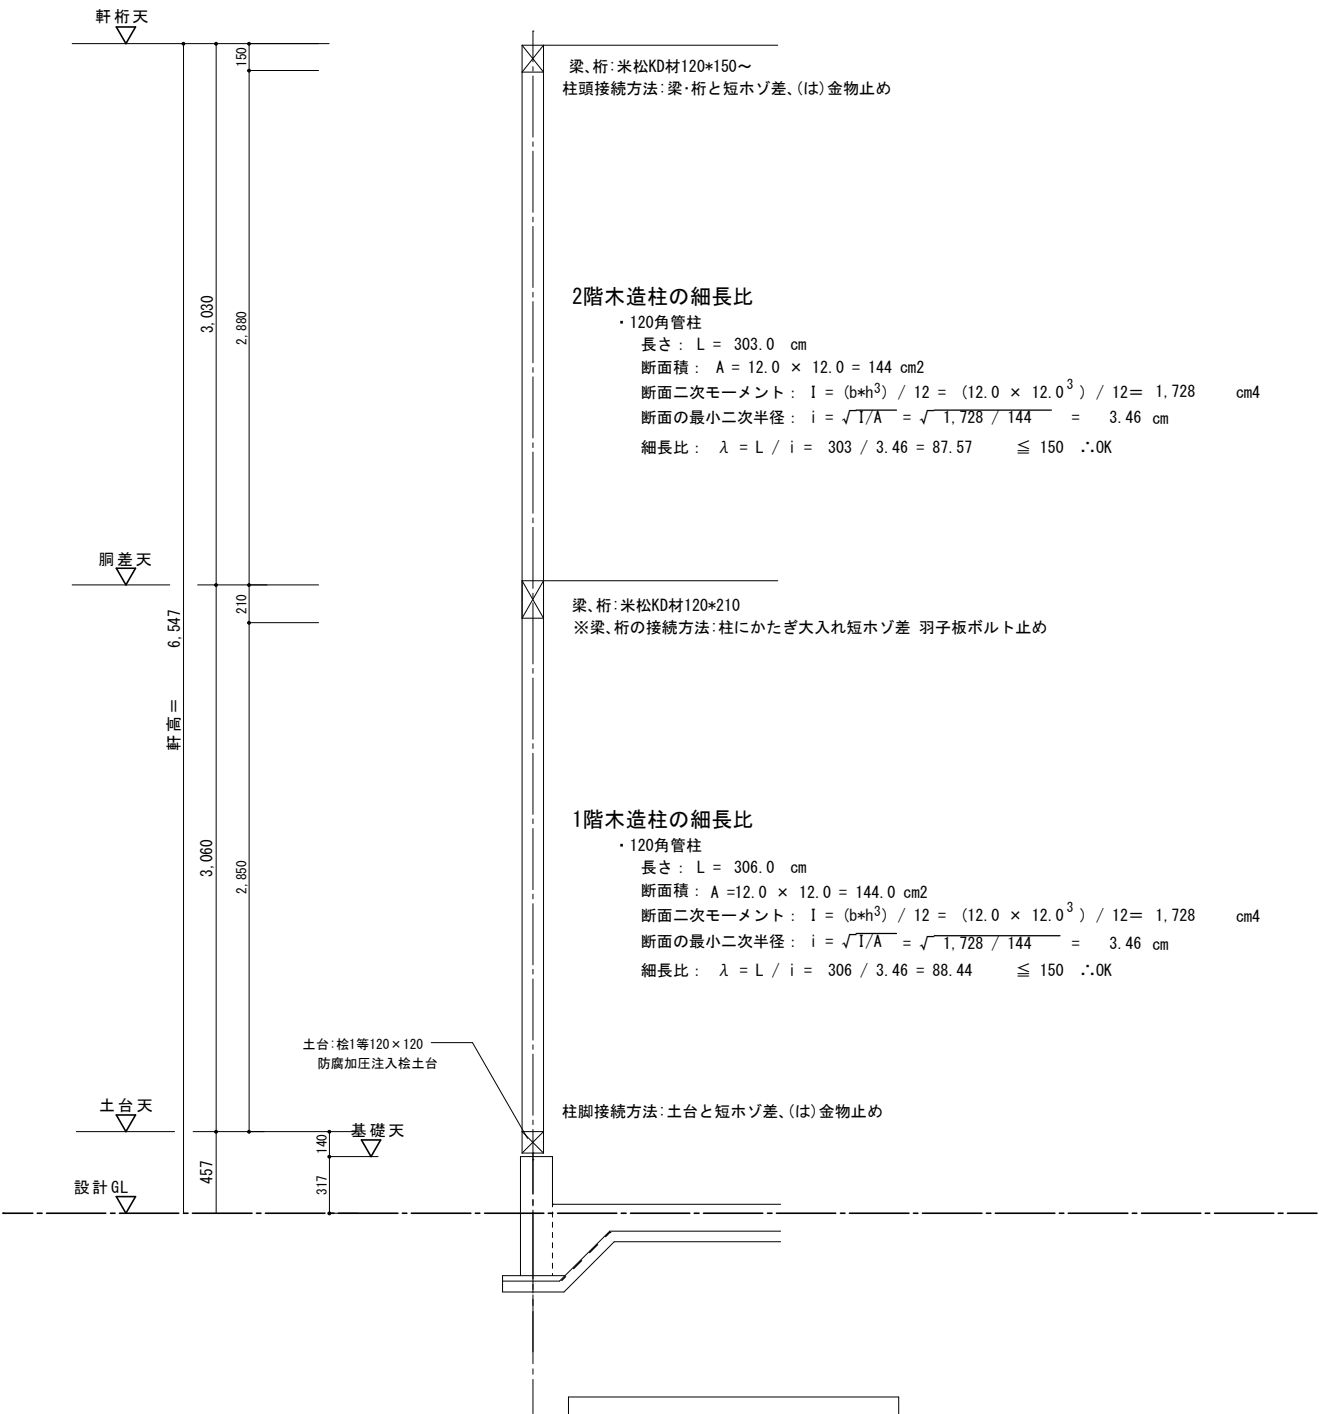 軒桁天
150
梁、桁：米松KD材120*150～
柱頭接続方法：梁・桁と短ホゾ差、(は)金物止め
3,030
2,880
2階木造柱の細長比
・120角管柱
長さ： L = 303.0 cm
断面積： A = 12.0 × 12.0 = 144 cm2
断面二次モーメント： I = (b*h³) / 12 = (12.0 × 12.0³) / 12＝ 1,728 cm4
断面の最小二次半径： i = √I/A = √1,728 / 144 = 3.46 cm
細長比： λ = L / i = 303 / 3.46 = 87.57 ≦ 150 ∴OK
胴差天
210
梁、桁：米松KD材120*210
※梁、桁の接続方法：柱にかたぎ大入れ短ホゾ差 羽子板ボルト止め
軒高＝ 6,547
3,060
2,850
1階木造柱の細長比
・120角管柱
長さ： L = 306.0 cm
断面積： A =12.0 × 12.0 = 144.0 cm2
断面二次モーメント： I = (b*h³) / 12 = (12.0 × 12.0³) / 12＝ 1,728 cm4
断面の最小二次半径： i = √I/A = √1,728 / 144 = 3.46 cm
細長比： λ = L / i = 306 / 3.46 = 88.44 ≦ 150 ∴OK
土台：桧1等120×120
防腐加圧注入桧土台
土台天
柱脚接続方法：土台と短ホゾ差、(は)金物止め
基礎天
140
457
317
設計GL